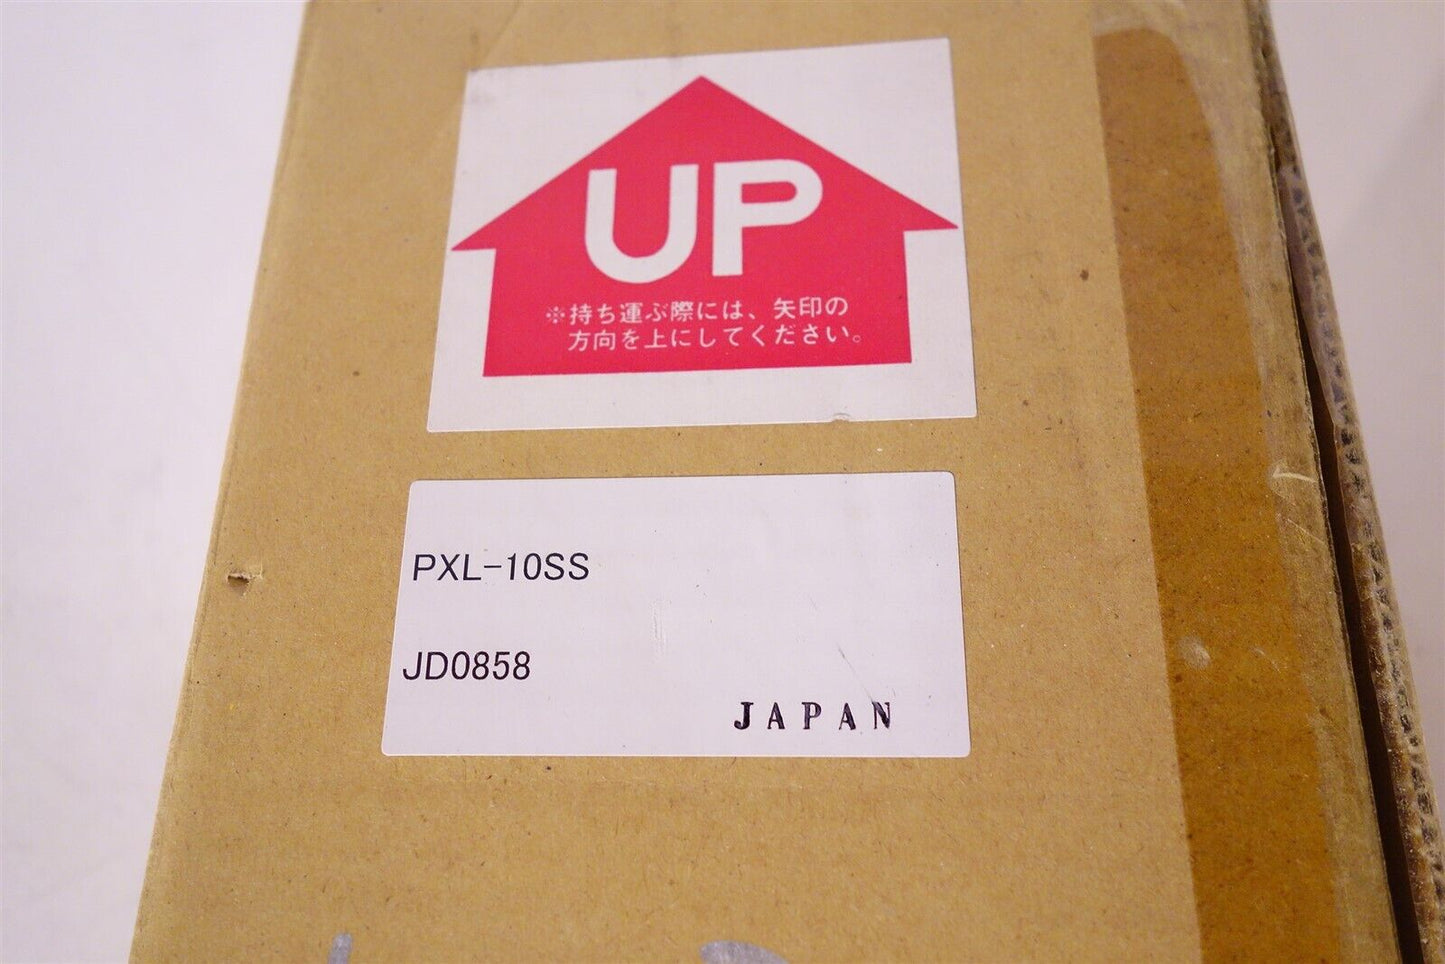 UP
※持ち運ぶ際には、矢印の
方向を上にしてください。
PXL-10SS
JD0858
JAPAN